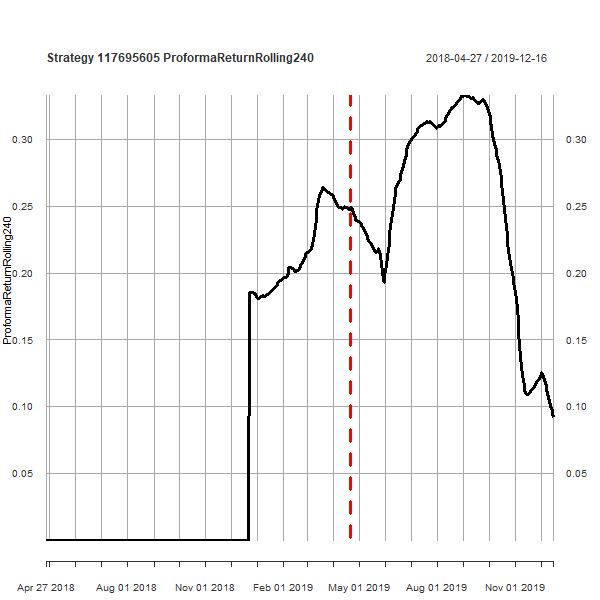 Strategy 117695605 ProformaReturnRolling240 2018-04-27 / 2019-12-16
0.30 0.30
0.25 0.25
ProformaReturnRolling240
0.20 0.20
0.15 0.15
0.10 0.10
0.05 0.05
Apr 27 2018 Aug 01 2018 Nov 01 2018 Feb 01 2019 May 01 2019 Aug 01 2019 Nov 01 2019